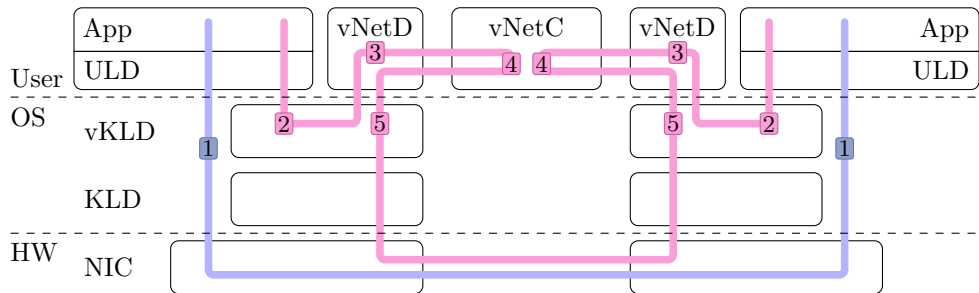 App vNetD vNetC vNetD App
3 3
User ULD 4 4 ULD
OS
vKLD 2 5 5 2
1 1
KLD
HW
NIC